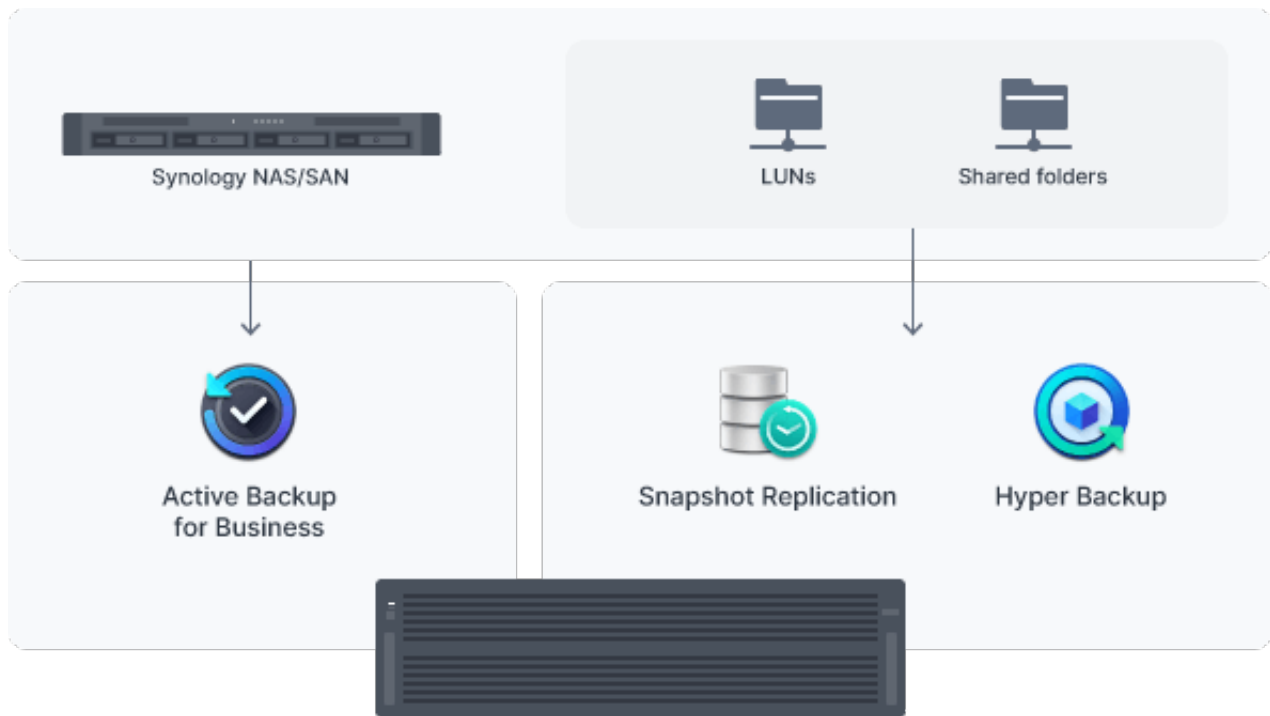 Synology NAS/SAN
LUNs
Shared folders
Active Backup
for Business
Snapshot Replication
Hyper Backup